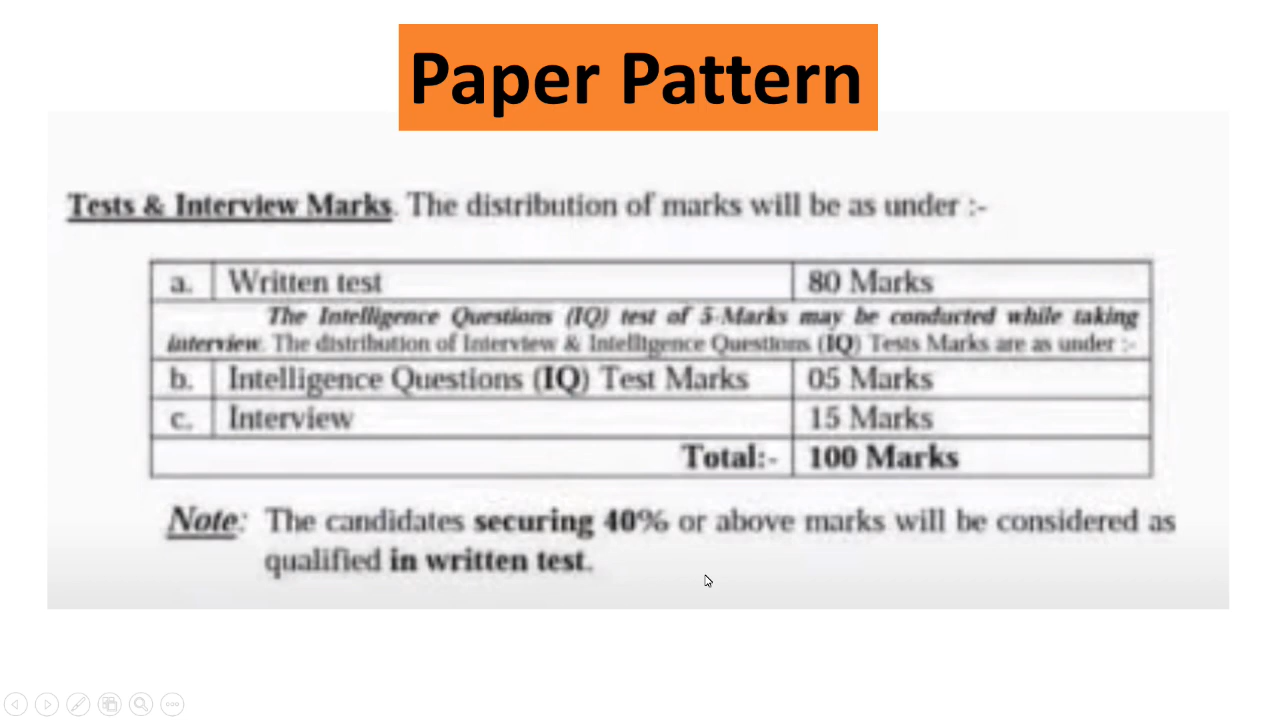 Paper Pattern
Tests & Interview Marks. The distribution of marks will be as under :-
a. Written test 80 Marks
The Intelligence Questions (IQ) test of 5-Marks may be conducted while taking
interview. The distribution of Interview & Intelligence Questions (IQ) Tests Marks are as under :-
b. Intelligence Questions (IQ) Test Marks 05 Marks
c. Interview 15 Marks
Total:- 100 Marks
Note: The candidates securing 40% or above marks will be considered as
qualified in written test.